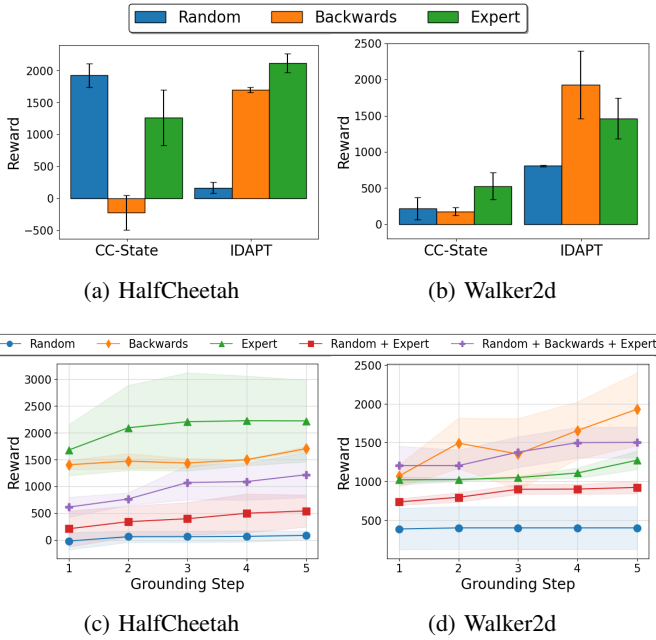 Random Backwards Expert
2000
1500
1000
500
0
−500
Reward
CC-State IDAPT
(a) HalfCheetah
2500
2000
1500
1000
500
0
Reward
CC-State IDAPT
(b) Walker2d
Random Backwards Expert Random + Expert Random + Backwards + Expert
3000
2500
2000
1500
1000
500
0
Reward
1 2 3 4 5
Grounding Step
(c) HalfCheetah
2500
2000
1500
1000
500
Reward
1 2 3 4 5
Grounding Step
(d) Walker2d